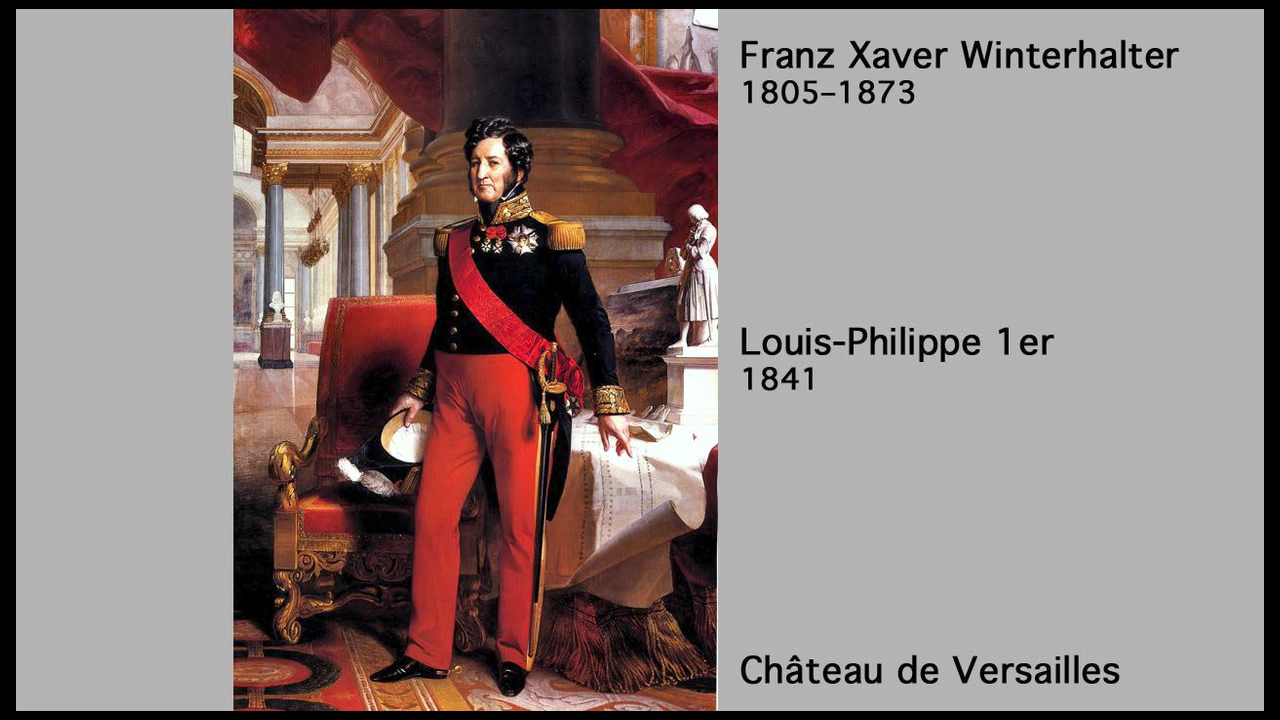 Franz Xaver Winterhalter
1805–1873
Louis-Philippe 1er
1841
Château de Versailles